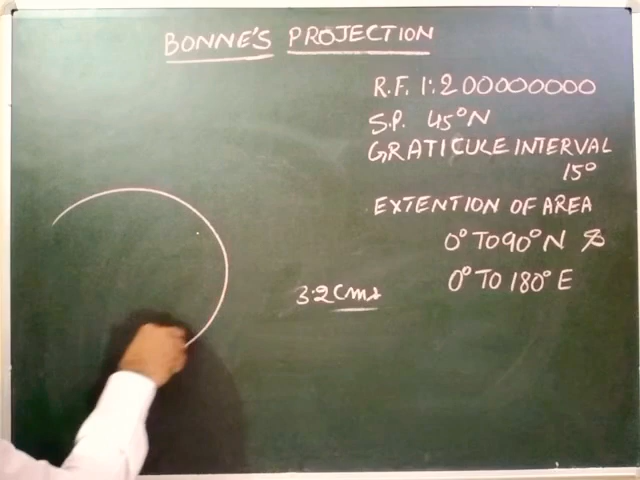 BONNE'S PROJECTION
R.F. 1:200000000
S.P. 45°N
GRATICULE INTERVAL
15°
EXTENTION OF AREA
0° TO 90° N &
0° TO 180° E
3.2 cms